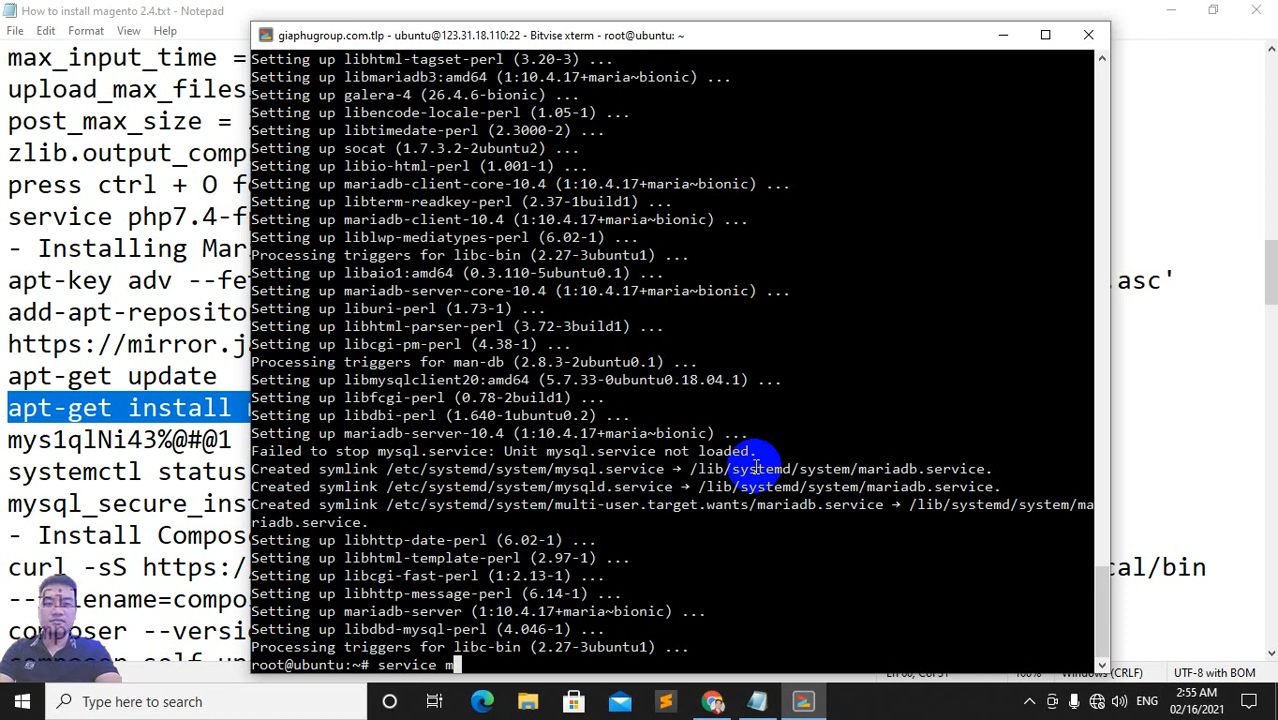 How to install magento 2.4.txt - Notepad
File Edit Format View Help
max_input_time =
upload_max_files
post_max_size =
zlib.output_comp
press ctrl + O f
service php7.4-f
- Installing Mar
apt-key adv --fe .asc'
add-apt-reposito
https://mirror.j
apt-get update
apt-get install
mys1qlNi43%@#@1
systemctl status
mysql_secure_ins
- Install Compos
curl -sS https:/ cal/bin
--filename=compo
composer --versi
composer self-up
giaphugroup.com.tlp - ubuntu@123.31.18.110:22 - Bitvise xterm - root@ubuntu: ~
Setting up libhtml-tagset-perl (3.20-3) ...
Setting up libmariadb3:amd64 (1:10.4.17+maria~bionic) ...
Setting up galera-4 (26.4.6-bionic) ...
Setting up libencode-locale-perl (1.05-1) ...
Setting up libtimedate-perl (2.3000-2) ...
Setting up socat (1.7.3.2-2ubuntu2) ...
Setting up libio-html-perl (1.001-1) ...
Setting up mariadb-client-core-10.4 (1:10.4.17+maria~bionic) ...
Setting up libterm-readkey-perl (2.37-1build1) ...
Setting up mariadb-client-10.4 (1:10.4.17+maria~bionic) ...
Setting up liblwp-mediatypes-perl (6.02-1) ...
Processing triggers for libc-bin (2.27-3ubuntu1) ...
Setting up libaio1:amd64 (0.3.110-5ubuntu0.1) ...
Setting up mariadb-server-core-10.4 (1:10.4.17+maria~bionic) ...
Setting up liburi-perl (1.73-1) ...
Setting up libhtml-parser-perl (3.72-3build1) ...
Setting up libcgi-pm-perl (4.38-1) ...
Processing triggers for man-db (2.8.3-2ubuntu0.1) ...
Setting up libmysqlclient20:amd64 (5.7.33-0ubuntu0.18.04.1) ...
Setting up libfcgi-perl (0.78-2build1) ...
Setting up libdbi-perl (1.640-1ubuntu0.2) ...
Setting up mariadb-server-10.4 (1:10.4.17+maria~bionic) ...
Failed to stop mysql.service: Unit mysql.service not loaded.
Created symlink /etc/systemd/system/mysql.service → /lib/systemd/system/mariadb.service.
Created symlink /etc/systemd/system/mysqld.service → /lib/systemd/system/mariadb.service.
Created symlink /etc/systemd/system/multi-user.target.wants/mariadb.service → /lib/systemd/system/ma
riadb.service.
Setting up libhttp-date-perl (6.02-1) ...
Setting up libhtml-template-perl (2.97-1) ...
Setting up libcgi-fast-perl (1:2.13-1) ...
Setting up libhttp-message-perl (6.14-1) ...
Setting up mariadb-server (1:10.4.17+maria~bionic) ...
Setting up libdbd-mysql-perl (4.046-1) ...
Processing triggers for libc-bin (2.27-3ubuntu1) ...
root@ubuntu:~# service m
100% Windows (CRLF) UTF-8 with BOM
Type here to search
ENG
2:55 AM
02/16/2021